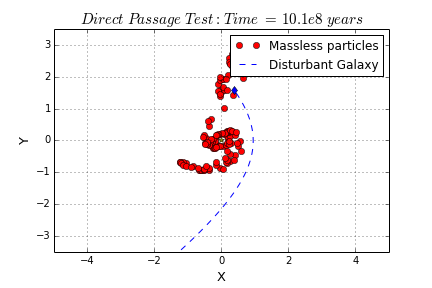 Direct Passage Test: Time = 10.1e8 years
Massless particles
Disturbant Galaxy
3
2
1
0
−1
−2
−3
Y
−4
−2
0
2
4
X